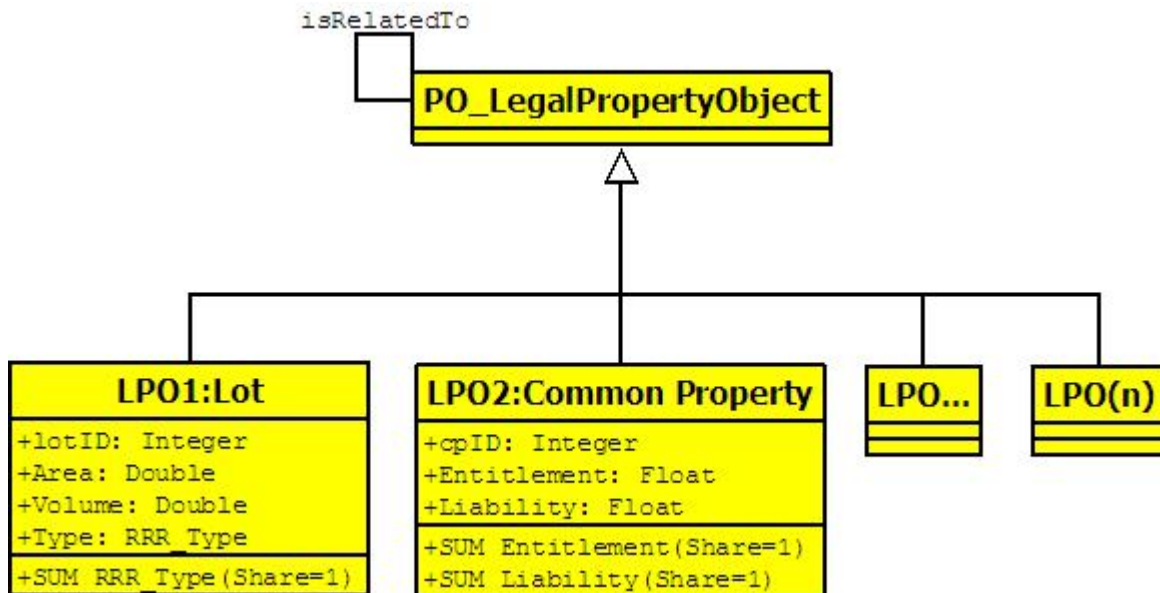 isRelatedTo
PO_LegalPropertyObject
LPO1:Lot
+lotID: Integer
+Area: Double
+Volume: Double
+Type: RRR_Type
+SUM RRR_Type(Share=1)
LPO2:Common Property
+cpID: Integer
+Entitlement: Float
+Liability: Float
+SUM Entitlement(Share=1)
+SUM Liability(Share=1)
LPO...
LPO(n)